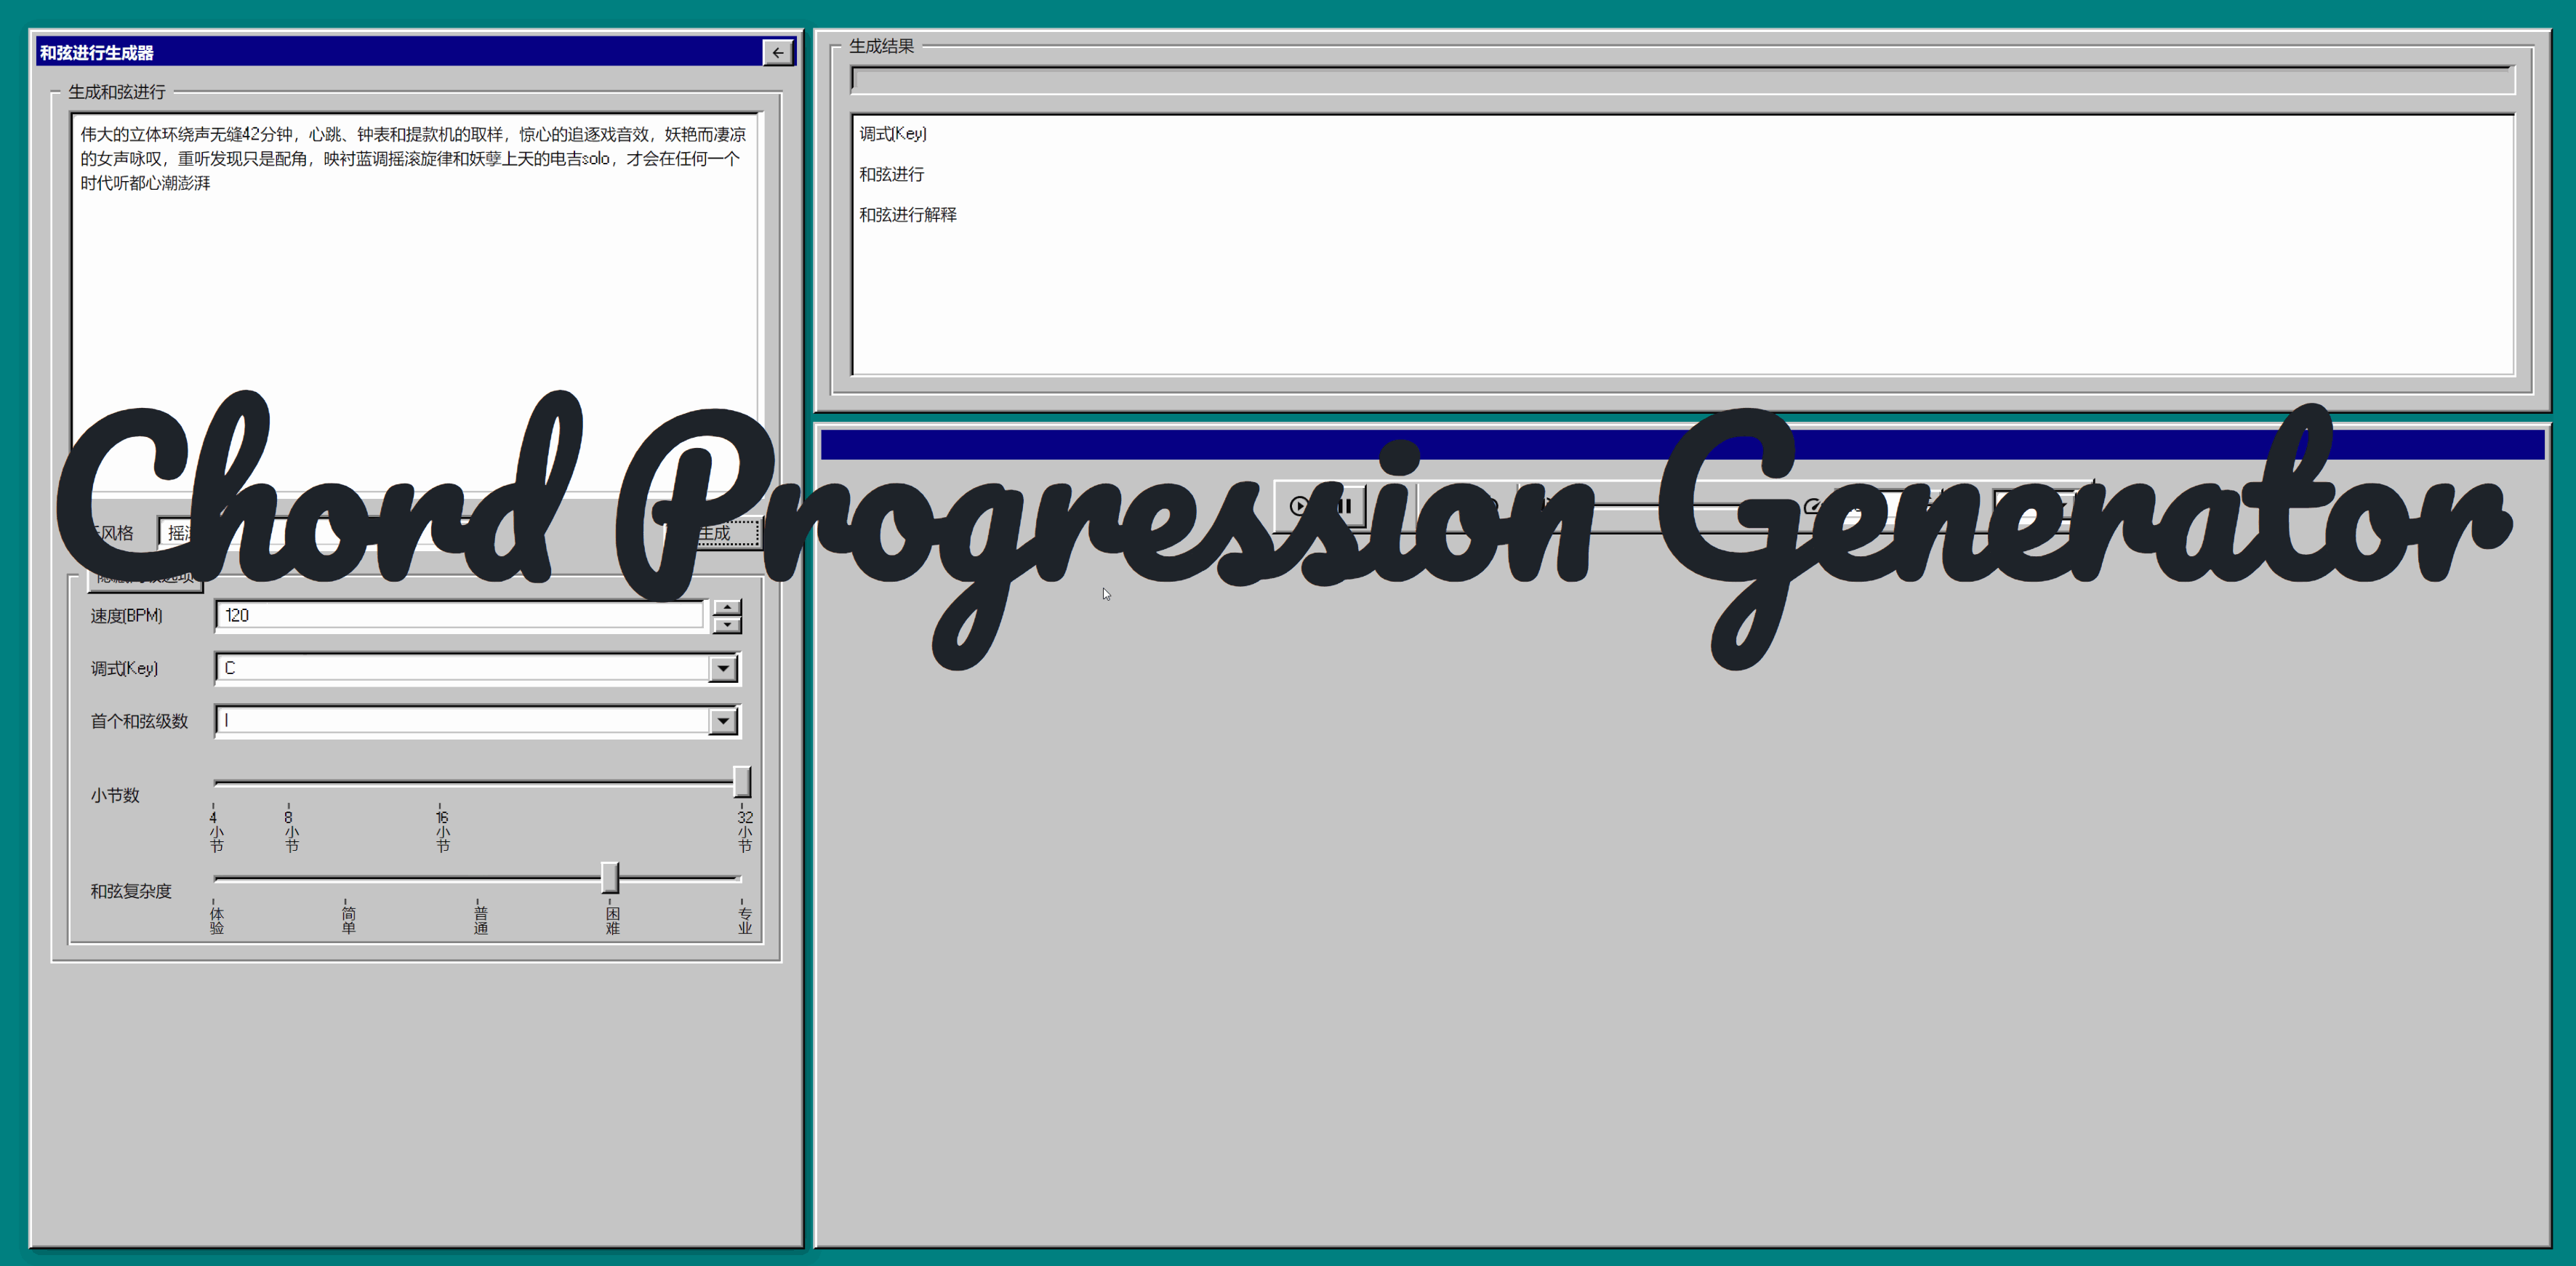 和弦进行生成器
生成和弦进行
伟大的立体环绕声无缝42分钟，心跳、钟表和提款机的取样，惊心的追逐戏音效，妖艳而凄凉
的女声咏叹，重听发现只是配角，映衬蓝调摇滚旋律和妖孽上天的电吉solo，才会在任何一个
时代听都心潮澎湃
风格
生成
速度(BPM)
120
调式(Key)
C
首个和弦级数
I
小节数
4小节
8小节
16小节
32小节
和弦复杂度
体验
简单
普通
困难
专业
生成结果
调式(Key)
和弦进行
和弦进行解释
Chord Progression Generator